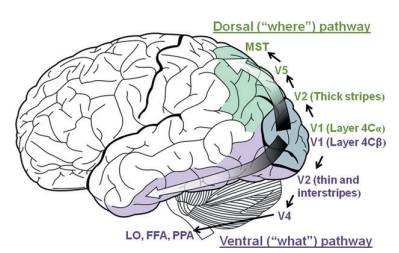 Dorsal ("where") pathway
MST
V5
V2 (Thick stripes)
V1 (Layer 4Cα)
V1 (Layer 4Cβ)
V2 (thin and
interstripes)
V4
LO, FFA, PPA
Ventral ("what") pathway